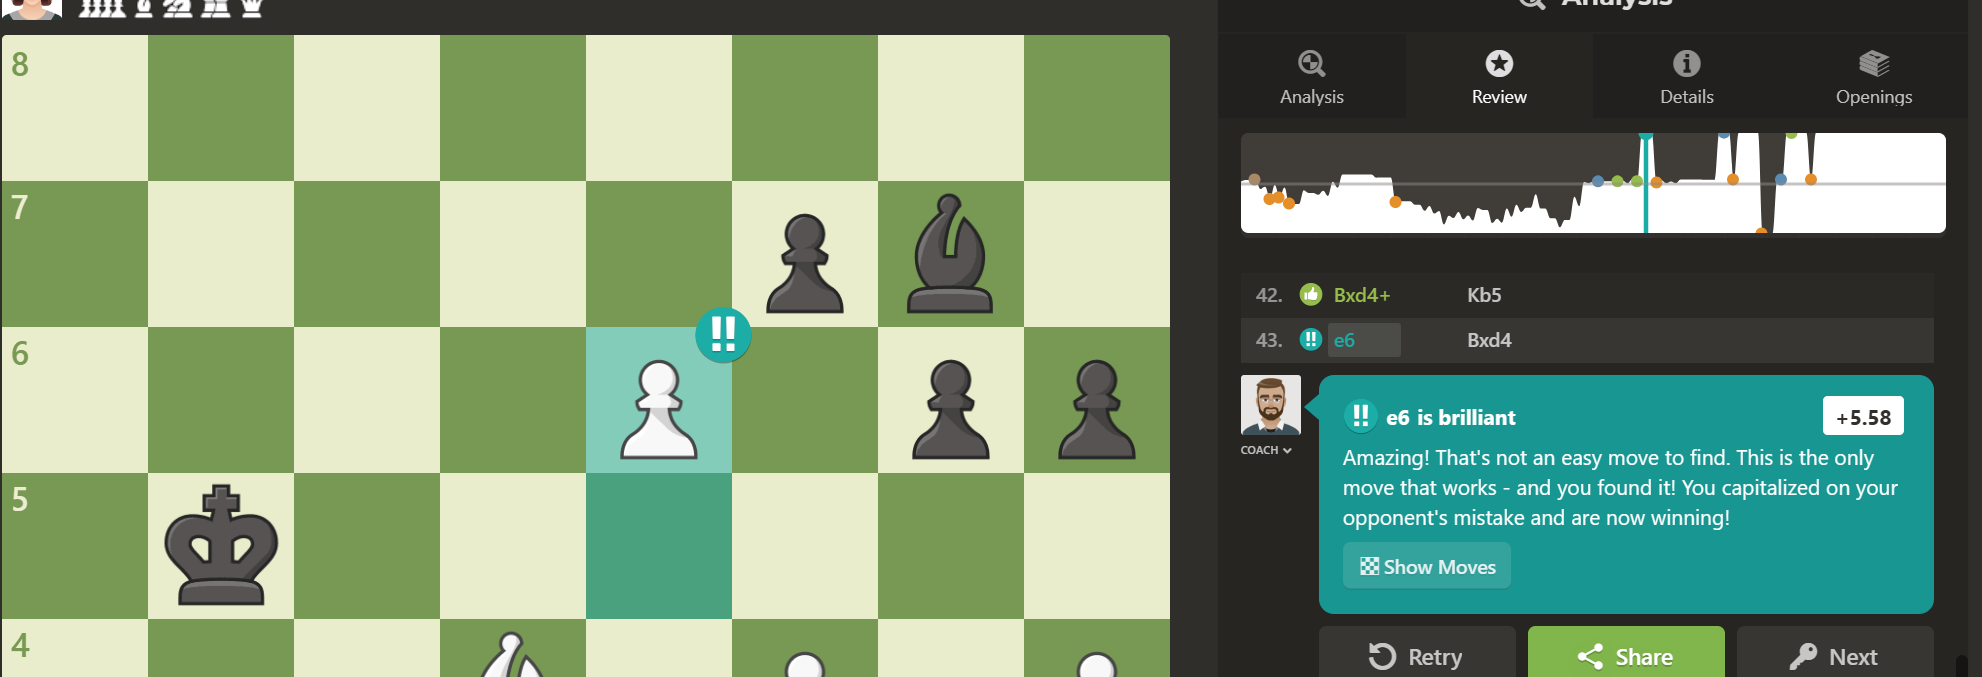 Analysis
8
7
6
5
4
!!
Analysis
Review
Details
Openings
42. Bxd4+ Kb5
43. !! e6 Bxd4
COACH
!! e6 is brilliant
+5.58
Amazing! That's not an easy move to find. This is the only
move that works - and you found it! You capitalized on your
opponent's mistake and are now winning!
Show Moves
Retry
Share
Next